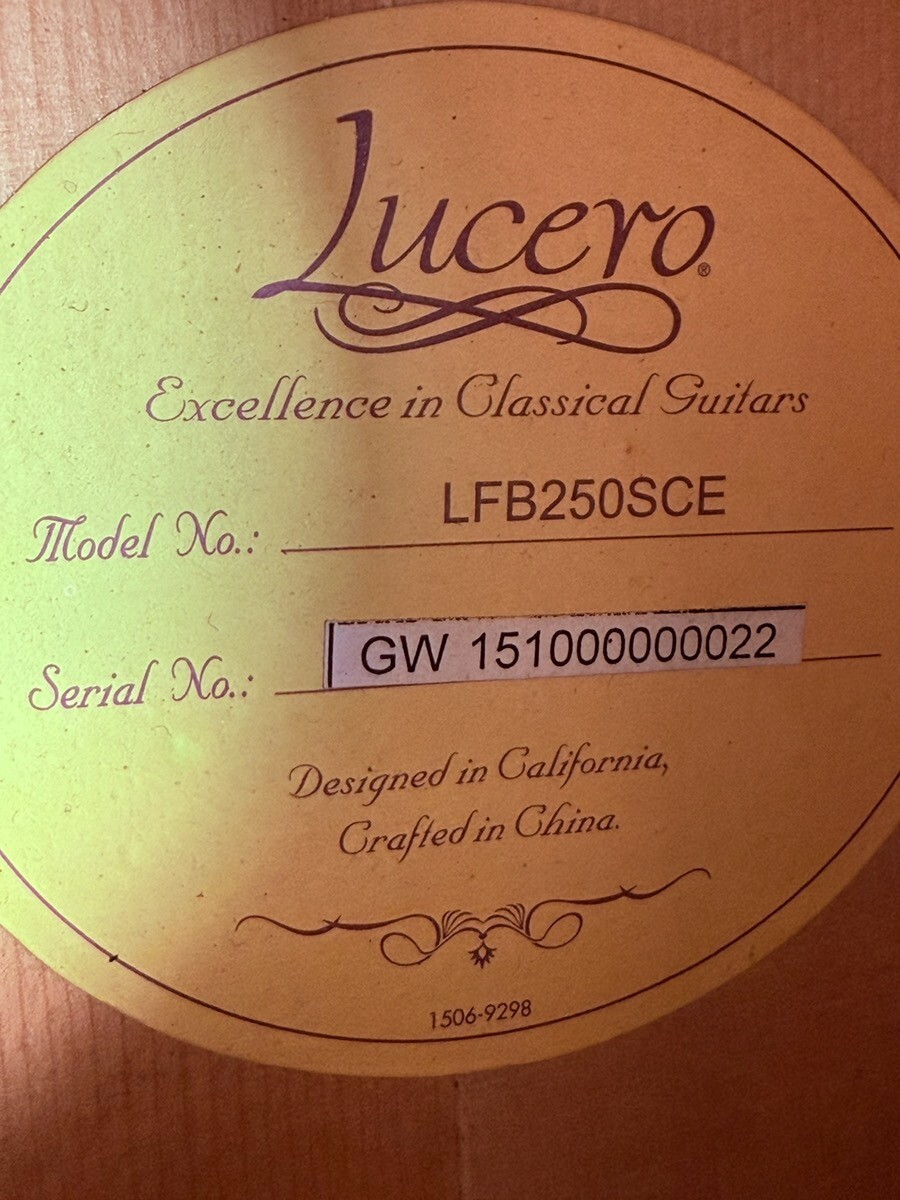 Lucero®
Excellence in Classical Guitars
Model No.: LFB250SCE
Serial No.: GW 151000000022
Designed in California,
Crafted in China.
1506-9298